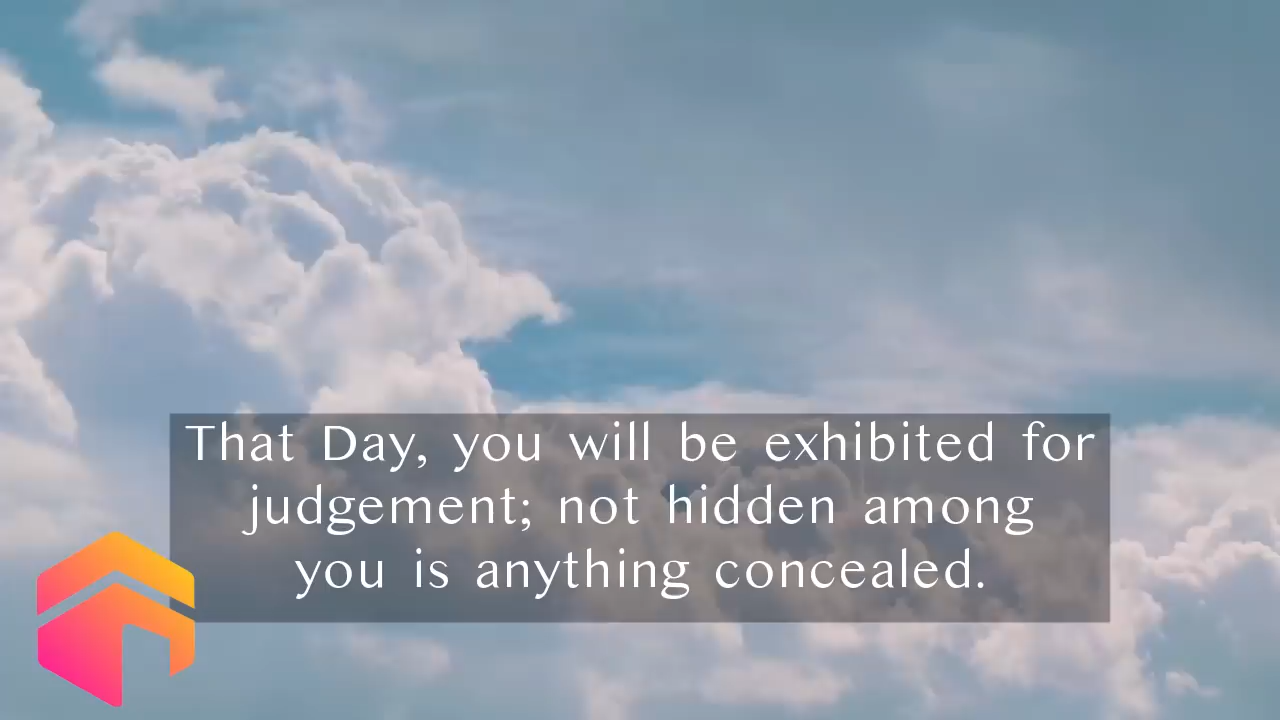 That Day, you will be exhibited for
judgement; not hidden among
you is anything concealed.